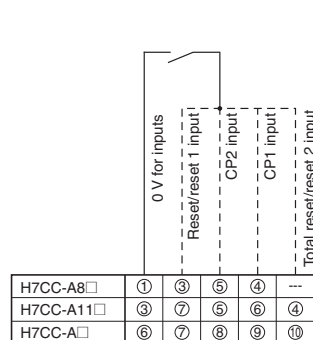 0 V for inputs
Reset/reset 1 input
CP2 input
CP1 input
Total reset/reset 2 input
H7CC-A8□ ① ③ ⑤ ④ ---
H7CC-A11□ ③ ⑦ ⑤ ⑥ ④
H7CC-A□ ⑥ ⑦ ⑧ ⑨ ⑩